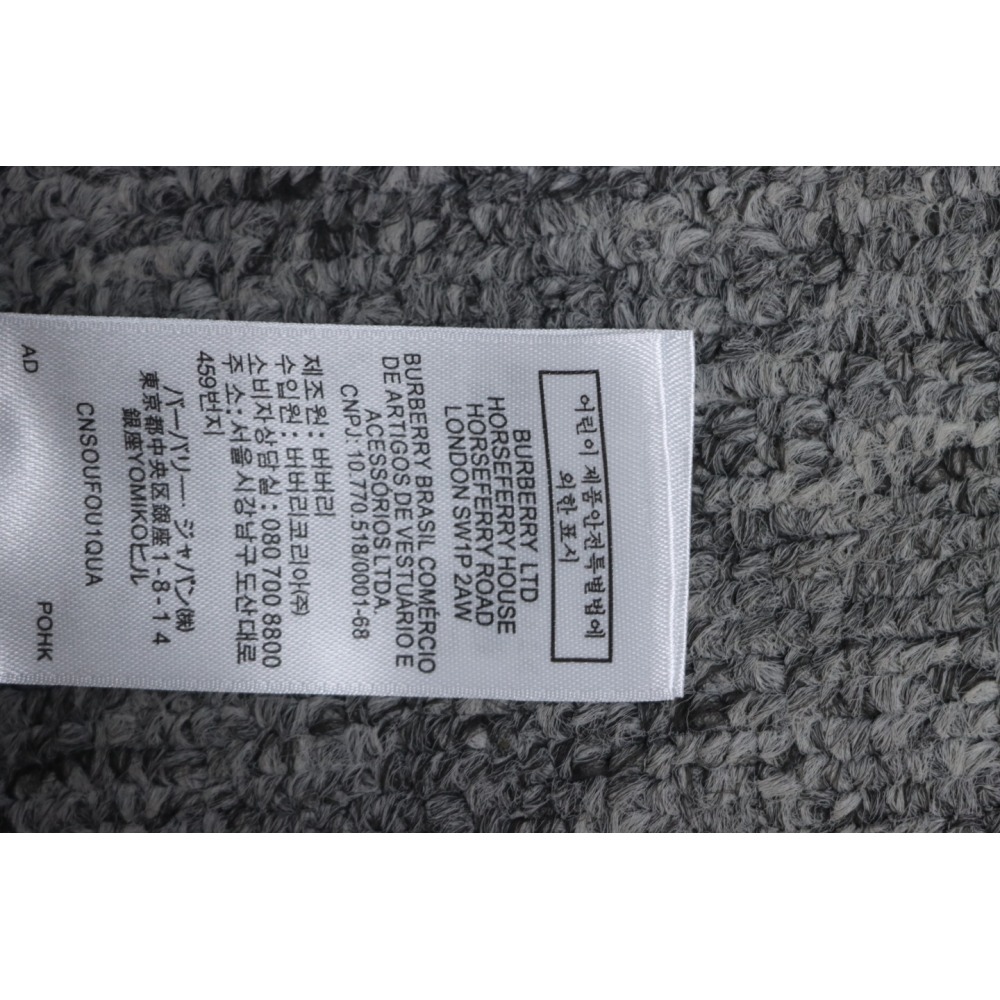 어린이 제품안전특별법에
외한 표시
BURBERRY LTD
HORSEFERRY HOUSE
HORSEFERRY ROAD
LONDON SW1P 2AW
BURBERRY BRASIL COMÉRCIO
DE ARTIGOS DE VESTUÁRIO E
ACESSÓRIOS LTDA.
CNPJ: 10.770.518/0001-68
제조원: 버버리
수입원: 버버리코리아(주)
소비자상담실: 080 700 8800
주 소: 서울시강남구 도산대로
459번지
バーバリー・ジャパン(株)
東京都中央区銀座1-8-14
銀座YOMIKOビル
CNSOUFOU1QUA
AD POHK